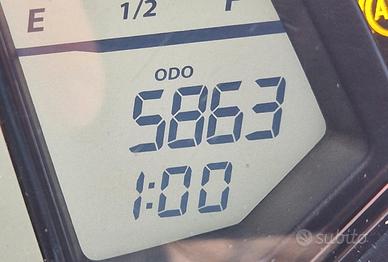 E 1/2 F
ODO
5863
1:00
subito